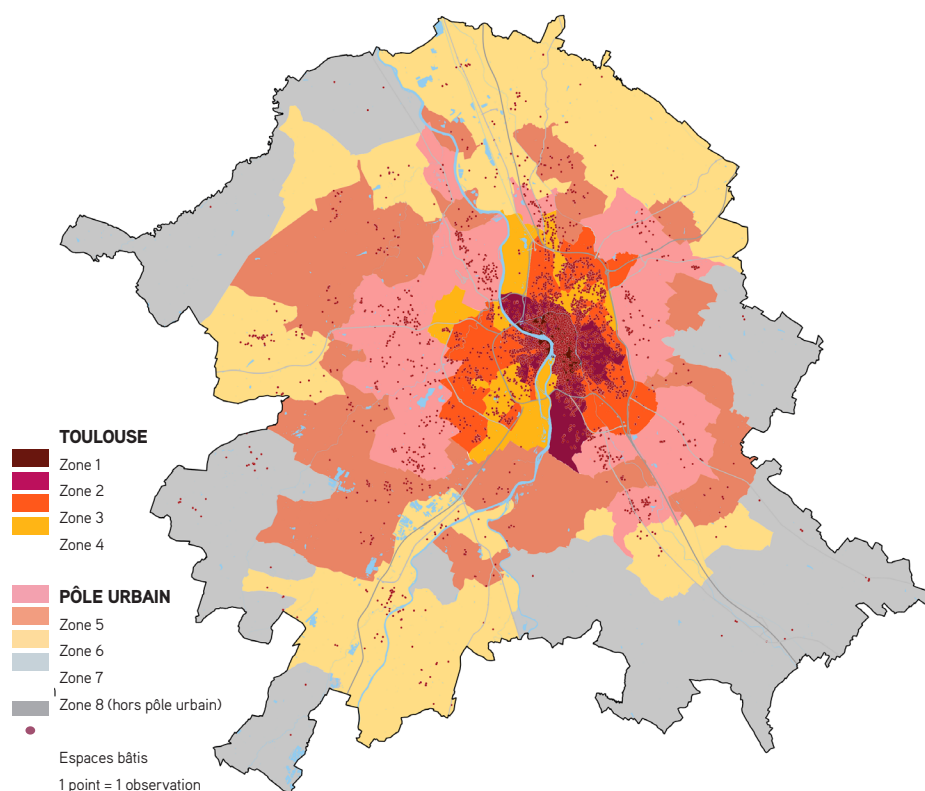 TOULOUSE
Zone 1
Zone 2
Zone 3
Zone 4
PÔLE URBAIN
Zone 5
Zone 6
Zone 7
Zone 8 (hors pôle urbain)
Espaces bâtis
1 point = 1 observation